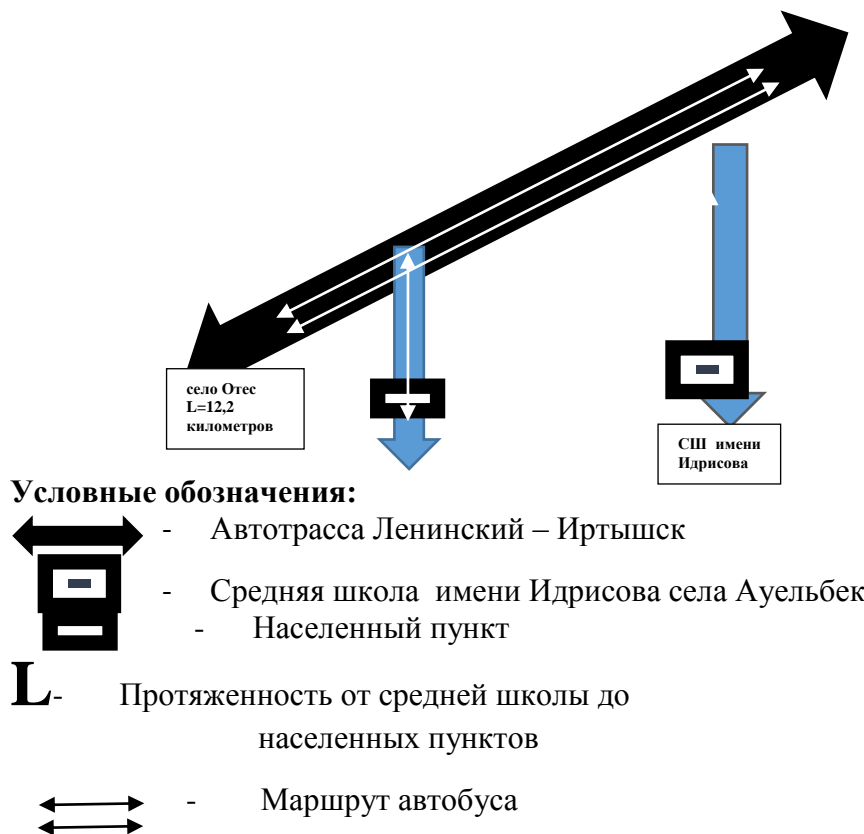 село Отес
L=12,2
километров
СШ имени
Идрисова
Условные обозначения:
- Автотрасса Ленинский – Иртышск
- Средняя школа имени Идрисова села Ауельбек
- Населенный пункт
L- Протяженность от средней школы до
населенных пунктов
- Маршрут автобуса